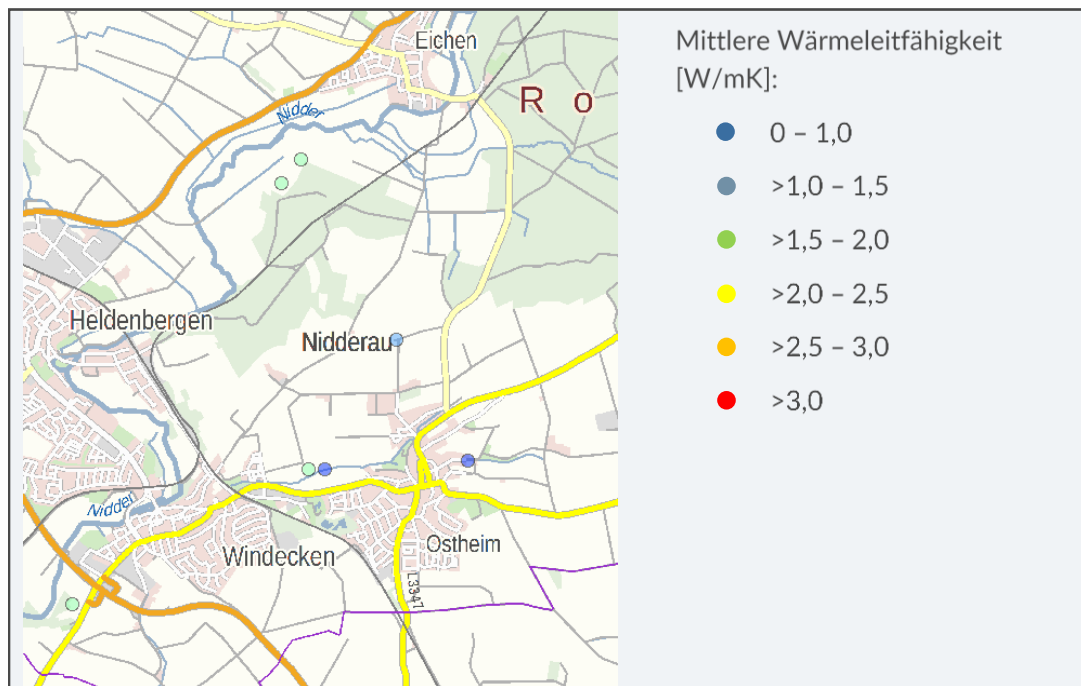 Eichen
R o
Nidder
Heldenbergen
Nidderau
Nidder
Windecken
Ostheim
L3347
Mittlere Wärmeleitfähigkeit
[W/mK]:
0 – 1,0
>1,0 – 1,5
>1,5 – 2,0
>2,0 – 2,5
>2,5 – 3,0
>3,0